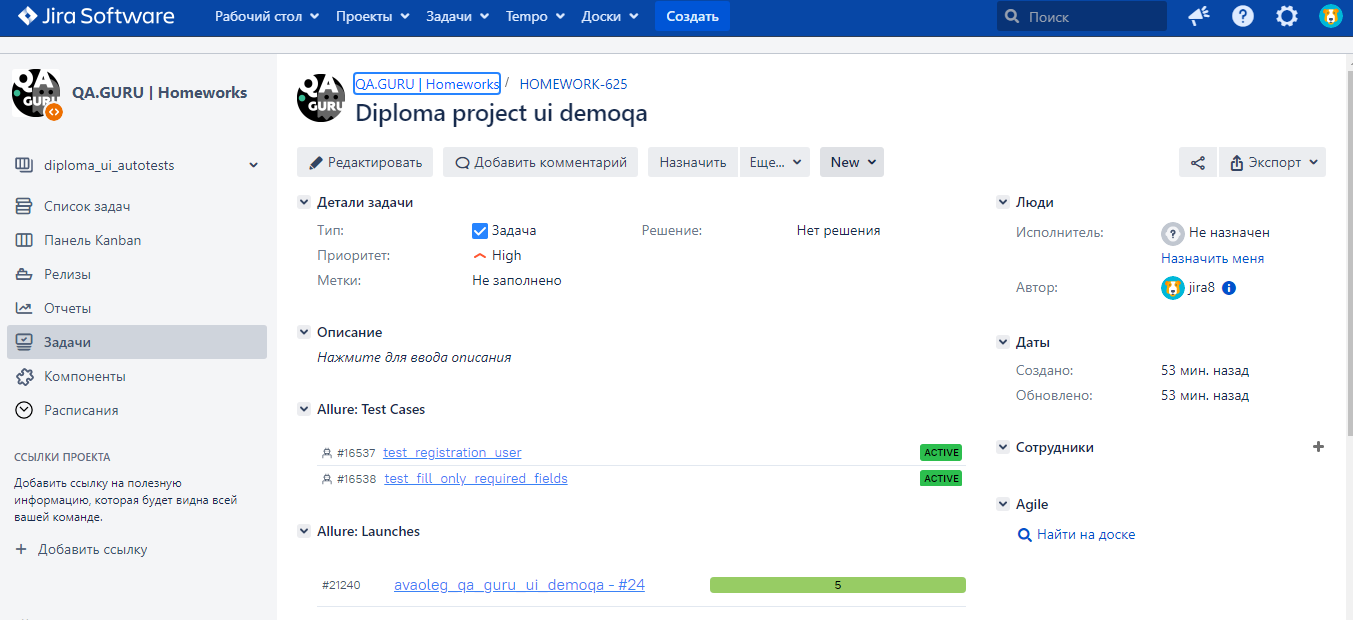 Jira Software Рабочий стол Проекты Задачи Tempo Доски Создать Поиск
QA GURU
QA.GURU | Homeworks
diploma_ui_autotests
Список задач
Панель Kanban
Релизы
Отчеты
Задачи
Компоненты
Расписания
ССЫЛКИ ПРОЕКТА
Добавить ссылку на полезную
информацию, которая будет видна всей
вашей команде.
+ Добавить ссылку
QA GURU
QA.GURU | Homeworks / HOMEWORK-625
Diploma project ui demoqa
Редактировать Добавить комментарий Назначить Еще... New Экспорт
Детали задачи
Тип: Задача Решение: Нет решения
Приоритет: High
Метки: Не заполнено
Описание
Нажмите для ввода описания
Allure: Test Cases
#16537 test_registration_user ACTIVE
#16538 test_fill_only_required_fields ACTIVE
Allure: Launches
#21240 avaoleg_qa_guru_ui_demoqa - #24 5
Люди
Исполнитель: Не назначен
Назначить меня
Автор: jira8
Даты
Создано: 53 мин. назад
Обновлено: 53 мин. назад
Сотрудники
Agile
Найти на доске